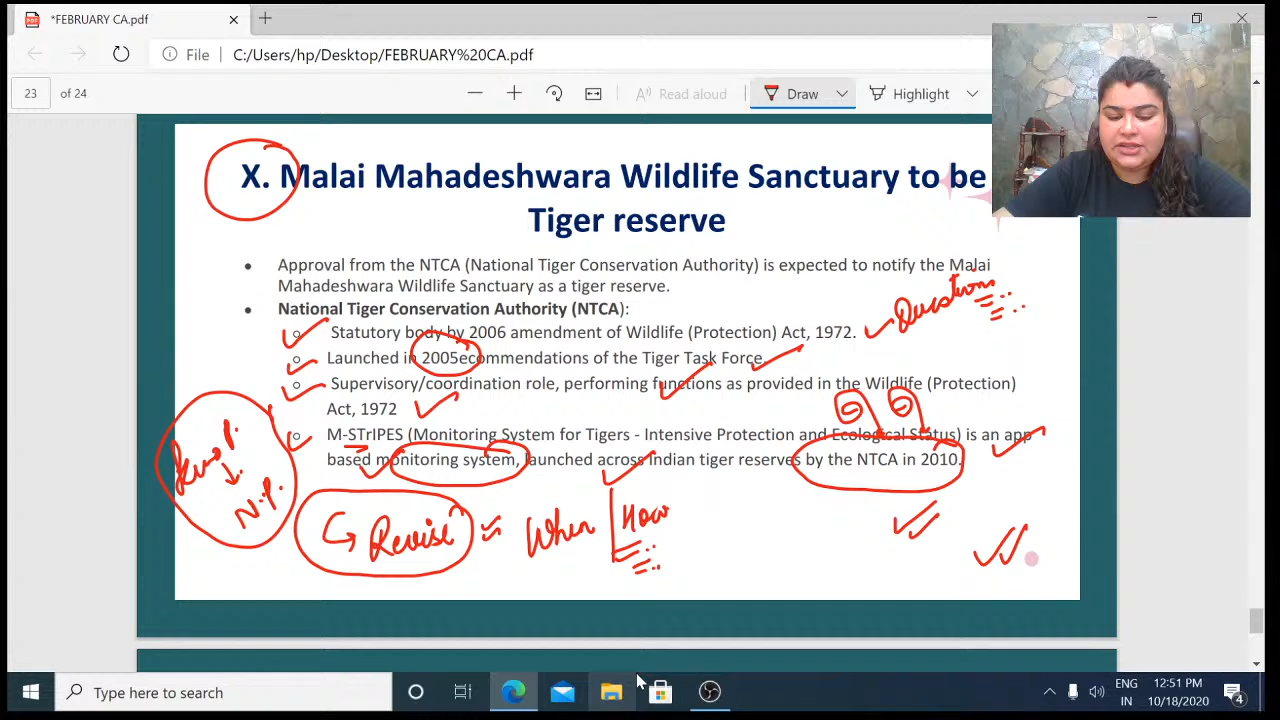 *FEBRUARY CA.pdf
File C:/Users/hp/Desktop/FEBRUARY%20CA.pdf
23 of 24 Read aloud Draw Highlight
X. Malai Mahadeshwara Wildlife Sanctuary to be
Tiger reserve
Approval from the NTCA (National Tiger Conservation Authority) is expected to notify the Malai
Mahadeshwara Wildlife Sanctuary as a tiger reserve.
National Tiger Conservation Authority (NTCA):
Statutory body by 2006 amendment of Wildlife (Protection) Act, 1972.
Questions
Launched in 2005ecommendations of the Tiger Task Force.
Supervisory/coordination role, performing functions as provided in the Wildlife (Protection)
Act, 1972
M-STrIPES (Monitoring System for Tigers - Intensive Protection and Ecological Status) is an app
based monitoring system, launched across Indian tiger reserves by the NTCA in 2010.
N.P.
Revise When How
Type here to search
ENG 12:51 PM
IN 10/18/2020 4